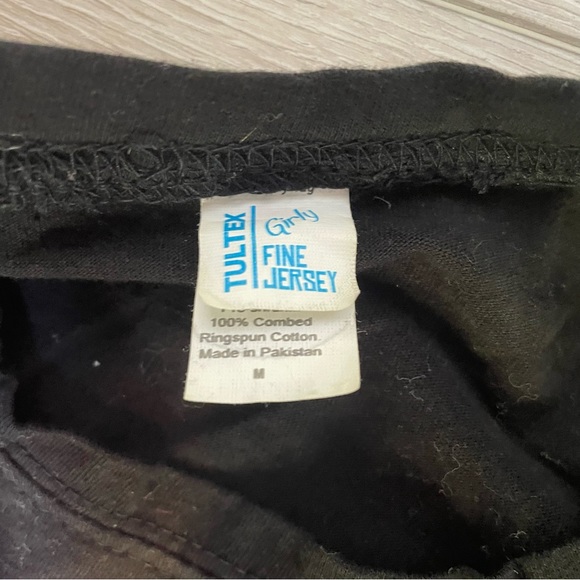 TULTEX
Girly
FINE
JERSEY
100% Combed
Ringspun Cotton
Made in Pakistan
M